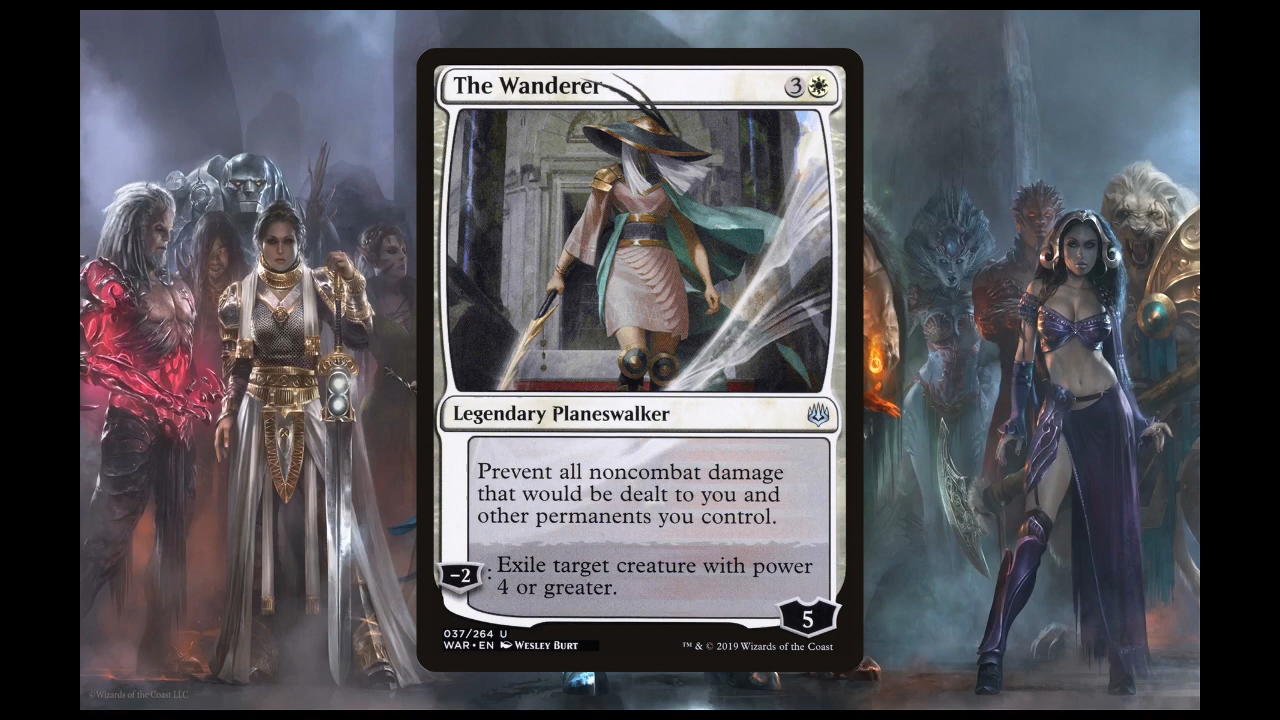 The Wanderer 3
Legendary Planeswalker
Prevent all noncombat damage
that would be dealt to you and
other permanents you control.
-2: Exile target creature with power
4 or greater.
5
037/264 U
WAR • EN Wesley Burt
™ & © 2019 Wizards of the Coast
©Wizards of the Coast LLC